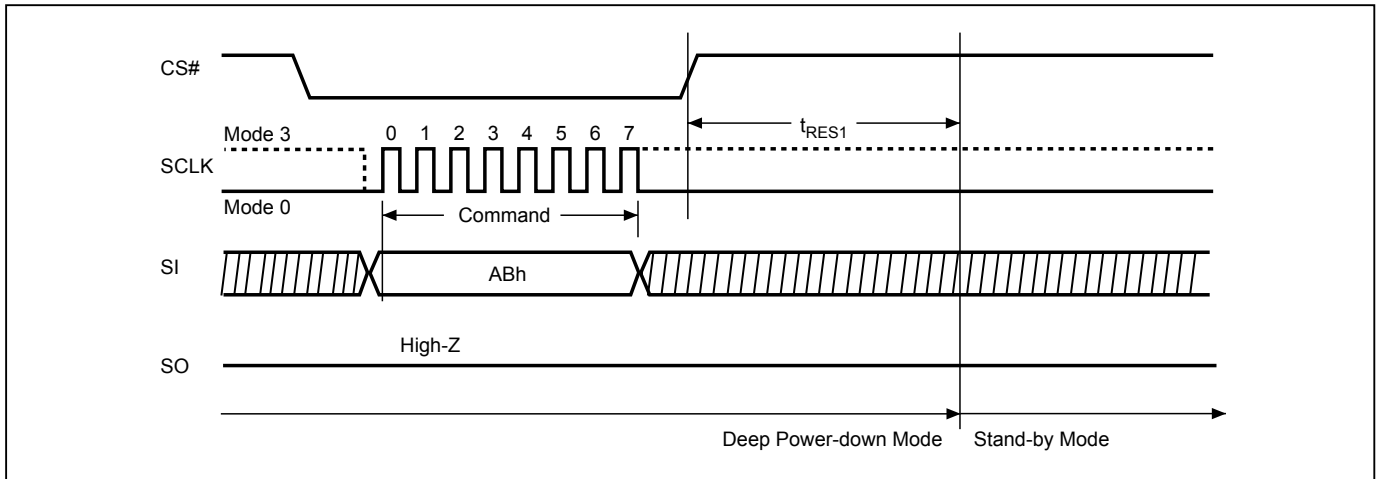 CS#
tRES1
Mode 3
0 1 2 3 4 5 6 7
SCLK
Mode 0
Command
SI
ABh
High-Z
SO
Deep Power-down Mode
Stand-by Mode